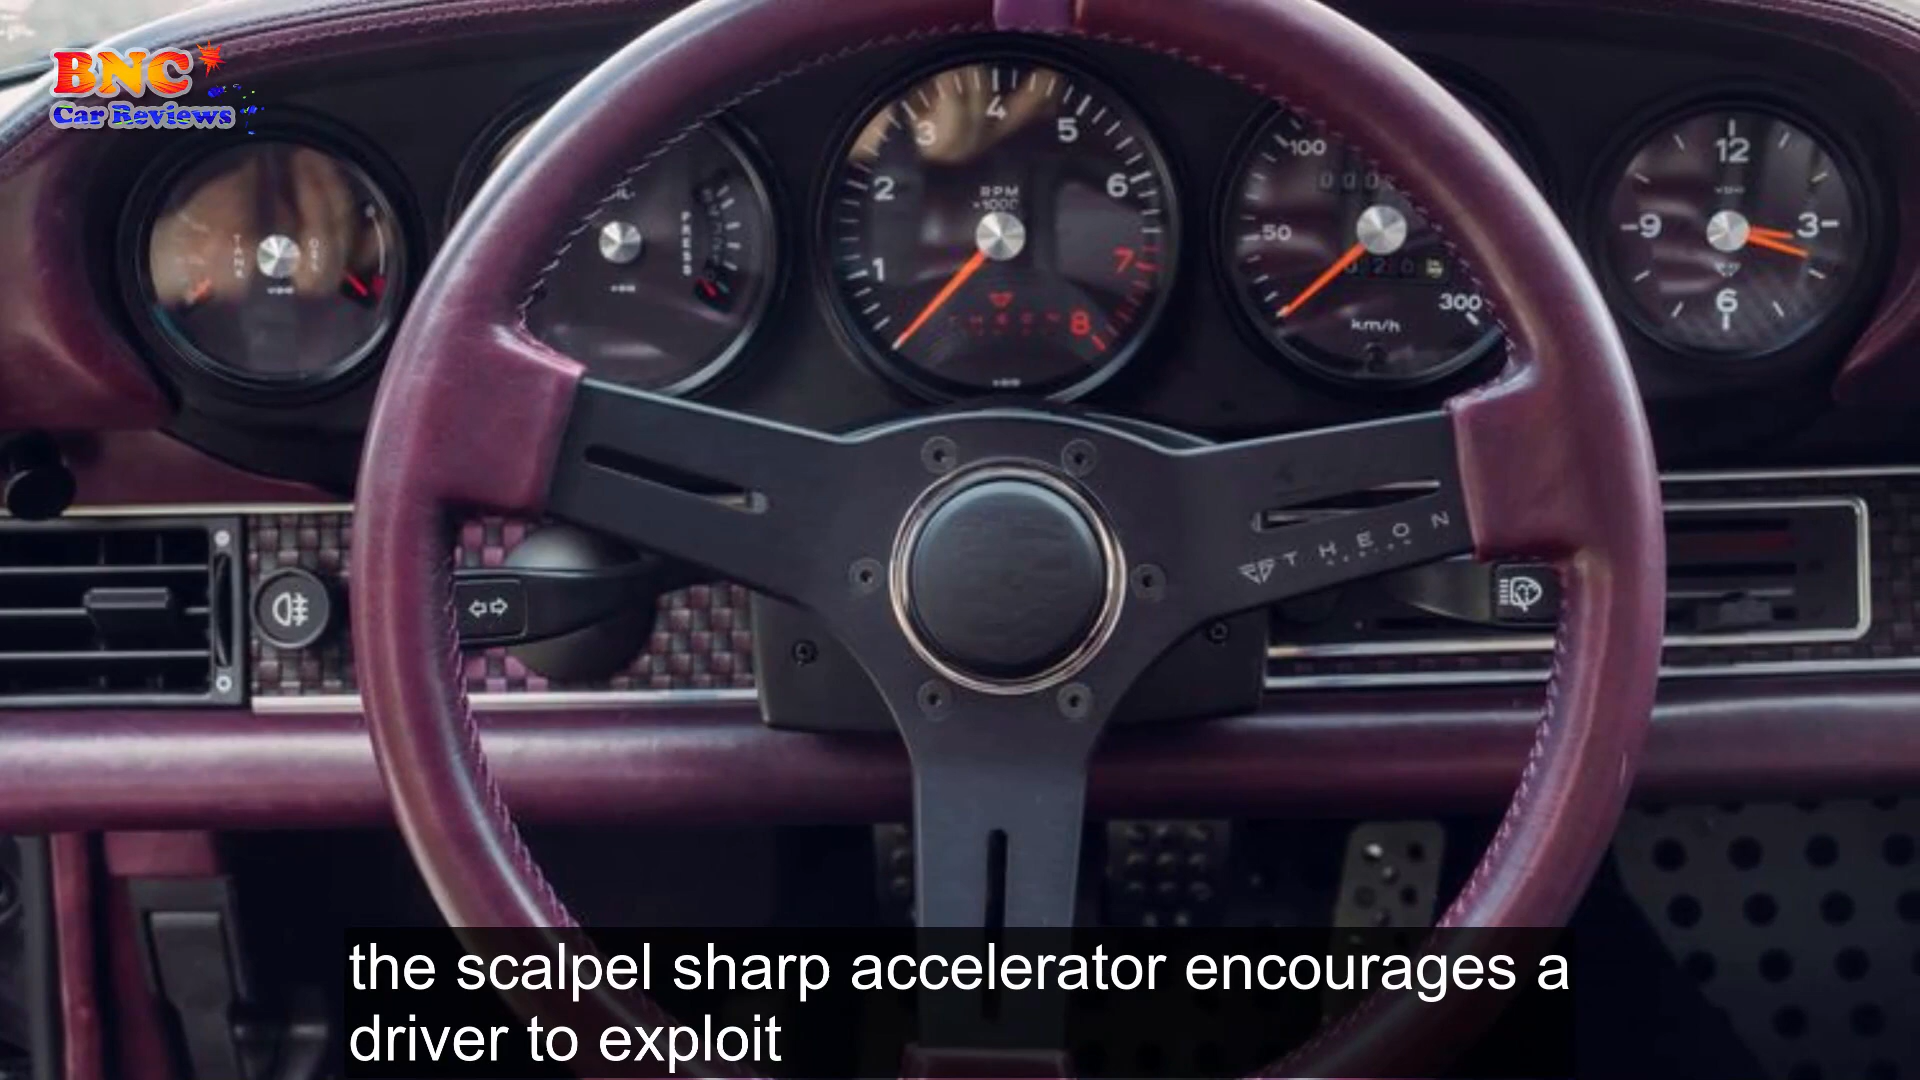 BNC
Car Reviews
4
3
5
2
6
RPM
×1000
1
7
8
100
50
300
km/h
12
9
3
6
THEON
the scalpel sharp accelerator encourages a
driver to exploit